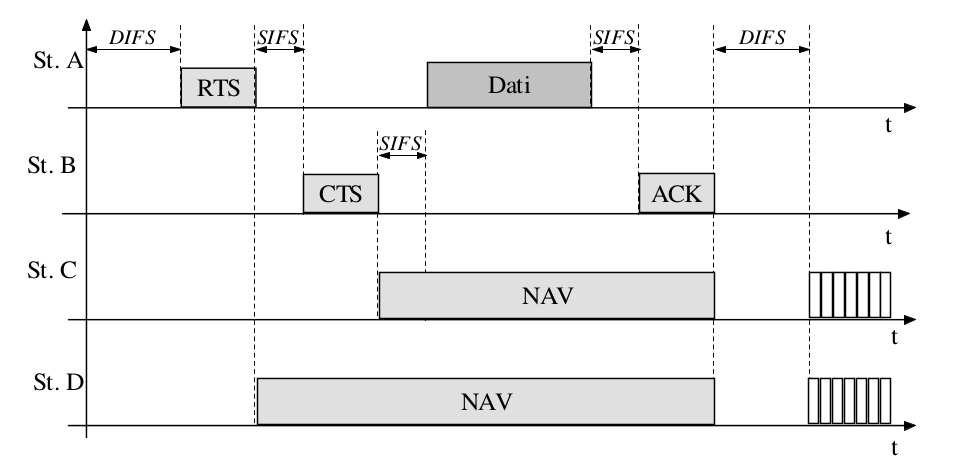 DIFS SIFS SIFS DIFS
St. A RTS Dati
t
SIFS
St. B CTS ACK
t
St. C NAV
t
St. D NAV
t